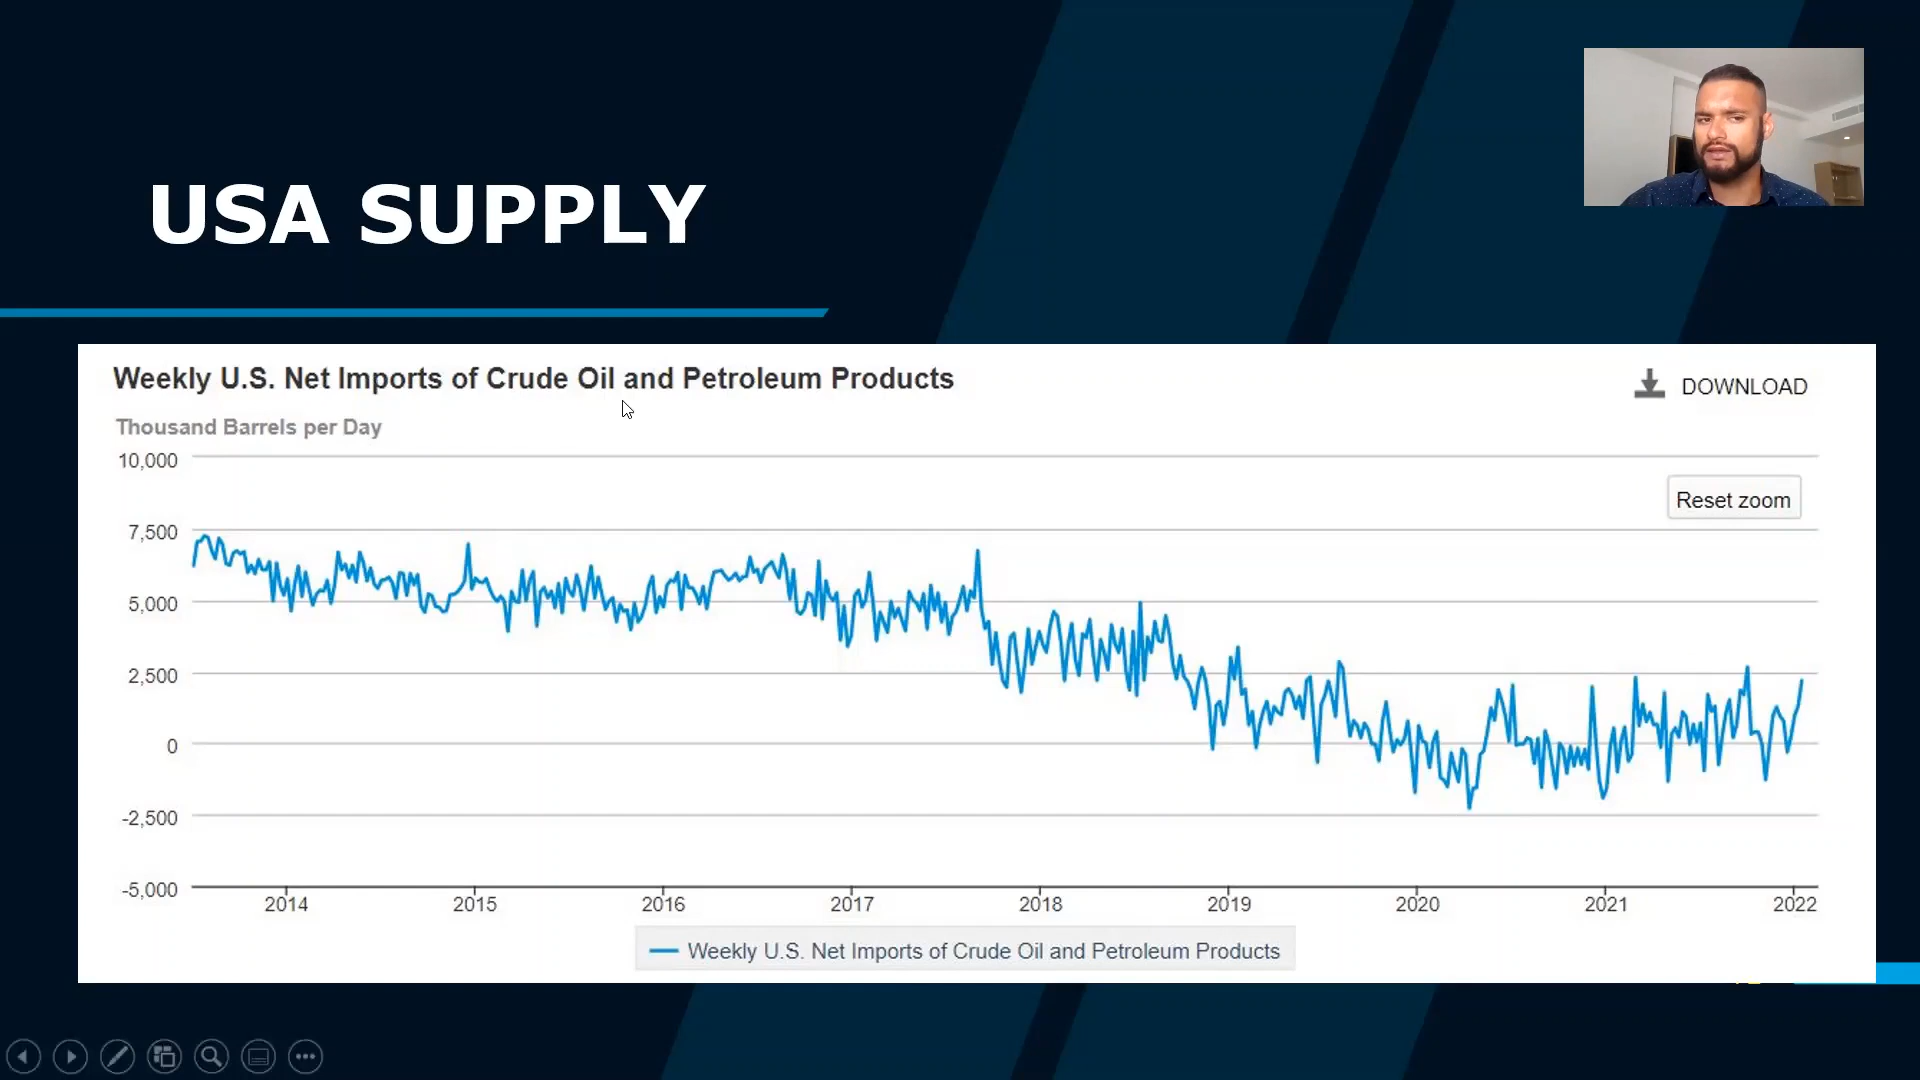 USA SUPPLY
Weekly U.S. Net Imports of Crude Oil and Petroleum Products
DOWNLOAD
Thousand Barrels per Day
10,000
Reset zoom
7,500
5,000
2,500
0
-2,500
-5,000
2014 2015 2016 2017 2018 2019 2020 2021 2022
Weekly U.S. Net Imports of Crude Oil and Petroleum Products